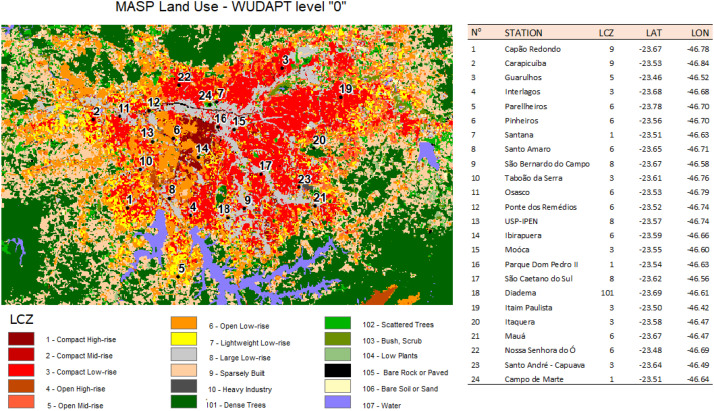 MASP Land Use - WUDAPT level "0"
22
3
24
7
19
2
11
12
16
15
6
13
14
20
10
17
23
1
8
4
18
9
21
5
LCZ
1 - Compact High-rise
2 - Compact Mid-rise
3 - Compact Low-rise
4 - Open High-rise
5 - Open Mid-rise
6 - Open Low-rise
7 - Lightweight Low-rise
8 - Large Low-rise
9 - Sparsely Built
10 - Heavy Industry
101 - Dense Trees
102 - Scattered Trees
103 - Bush, Scrub
104 - Low Plants
105 - Bare Rock or Paved
106 - Bare Soil or Sand
107 - Water
N° STATION LCZ LAT LON
1 Capão Redondo 9 -23.67 -46.78
2 Carapicuiba 9 -23.53 -46.84
3 Guarulhos 5 -23.46 -46.52
4 Interlagos 3 -23.68 -46.68
5 Parellheiros 6 -23.78 -46.70
6 Pinheiros 6 -23.56 -46.70
7 Santana 1 -23.51 -46.63
8 Santo Amaro 6 -23.65 -46.71
9 São Bernardo do Campo 8 -23.67 -46.58
10 Taboão da Serra 3 -23.61 -46.76
11 Osasco 6 -23.53 -46.79
12 Ponte dos Remédios 6 -23.52 -46.74
13 USP-IPEN 8 -23.57 -46.74
14 Ibirapuera 6 -23.59 -46.66
15 Moóca 3 -23.55 -46.60
16 Parque Dom Pedro II 1 -23.54 -46.63
17 São Caetano do Sul 8 -23.62 -46.56
18 Diadema 101 -23.69 -46.61
19 Itaim Paulista 3 -23.50 -46.42
20 Itaquera 3 -23.58 -46.47
21 Mauá 6 -23.67 -46.47
22 Nossa Senhora do Ó 6 -23.48 -46.69
23 Santo André - Capuava 3 -23.64 -46.49
24 Campo de Marte 1 -23.51 -46.64